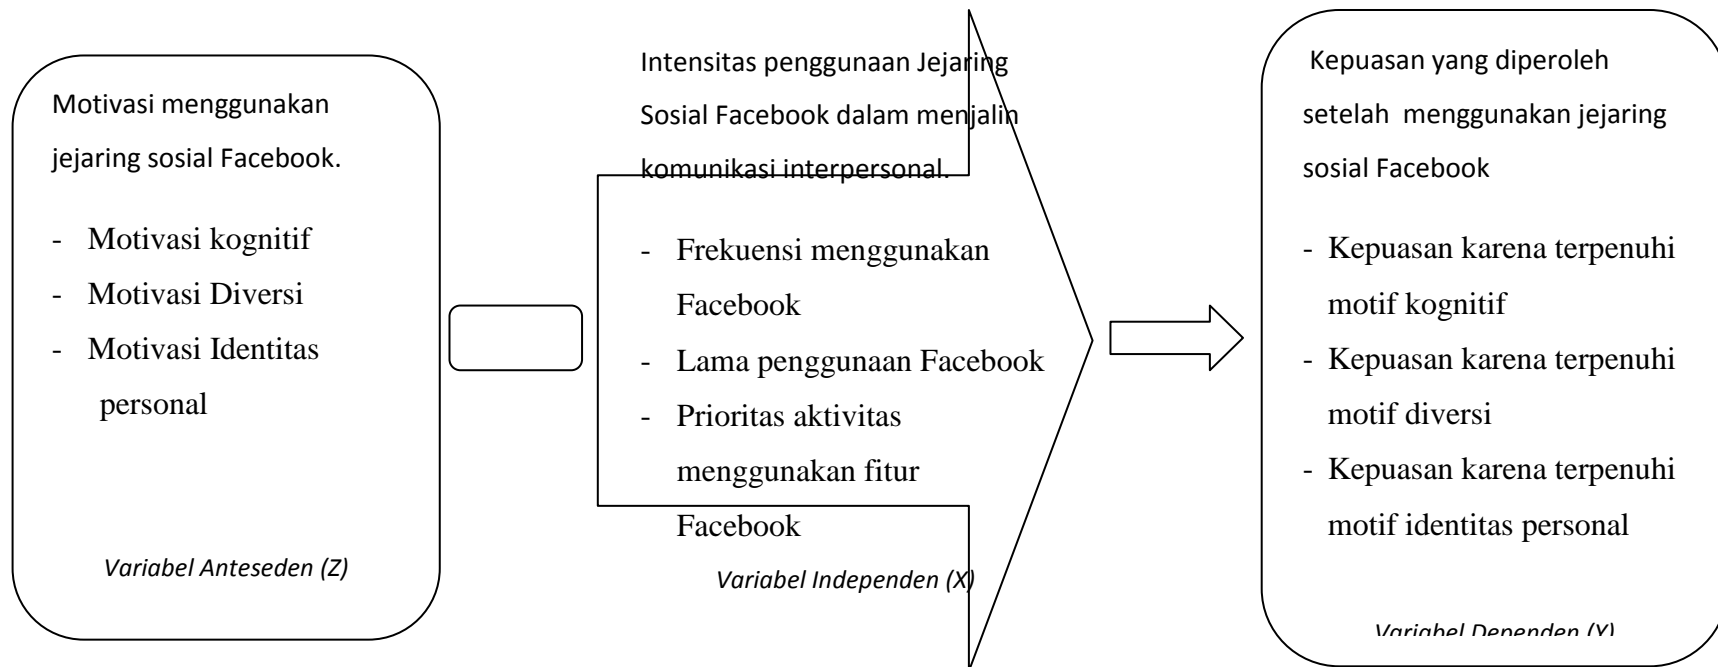 Motivasi menggunakan
jejaring sosial Facebook.
- Motivasi kognitif
- Motivasi Diversi
- Motivasi Identitas
personal
Variabel Anteseden (Z)
Intensitas penggunaan Jejaring
Sosial Facebook dalam menjalin
komunikasi interpersonal.
- Frekuensi menggunakan
Facebook
- Lama penggunaan Facebook
- Prioritas aktivitas
menggunakan fitur
Facebook
Variabel Independen (X)
Kepuasan yang diperoleh
setelah menggunakan jejaring
sosial Facebook
- Kepuasan karena terpenuhi
motif kognitif
- Kepuasan karena terpenuhi
motif diversi
- Kepuasan karena terpenuhi
motif identitas personal
Variabel Dependen (Y)